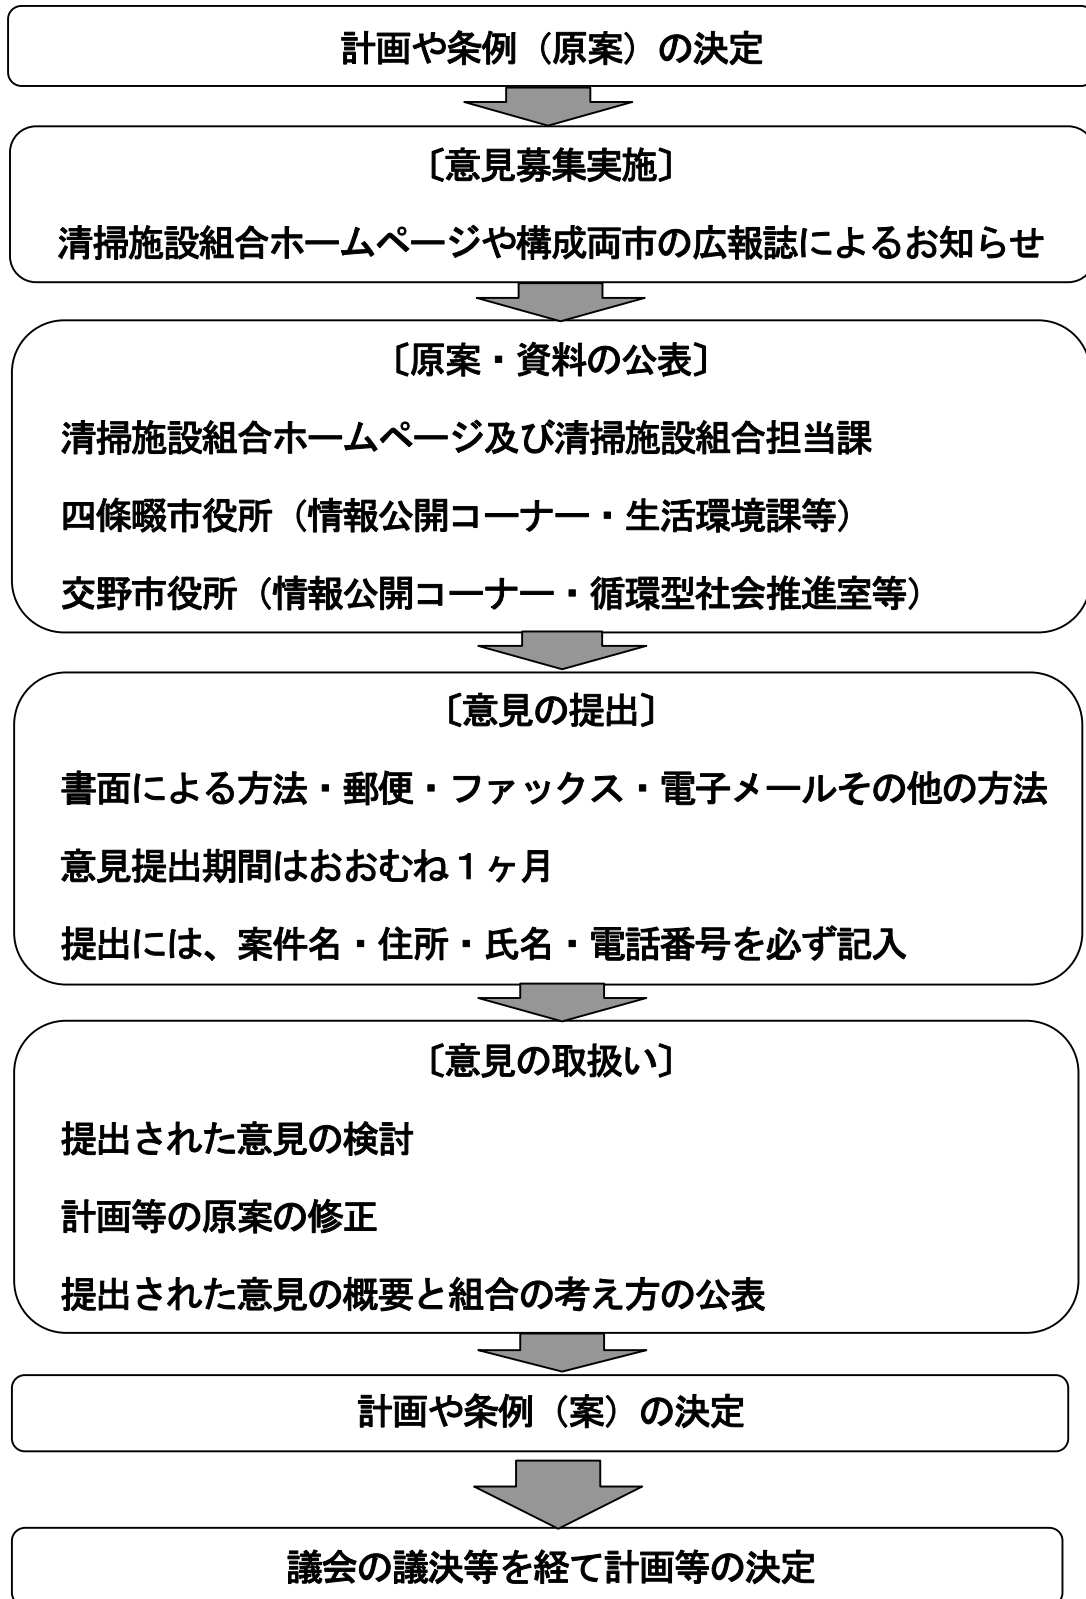 計画や条例（原案）の決定
〔意見募集実施〕
清掃施設組合ホームページや構成両市の広報誌によるお知らせ
〔原案・資料の公表〕
清掃施設組合ホームページ及び清掃施設組合担当課
四條畷市役所（情報公開コーナー・生活環境課等）
交野市役所（情報公開コーナー・循環型社会推進室等）
〔意見の提出〕
書面による方法・郵便・ファックス・電子メールその他の方法
意見提出期間はおおむね１ヶ月
提出には、案件名・住所・氏名・電話番号を必ず記入
〔意見の取扱い〕
提出された意見の検討
計画等の原案の修正
提出された意見の概要と組合の考え方の公表
計画や条例（案）の決定
議会の議決等を経て計画等の決定